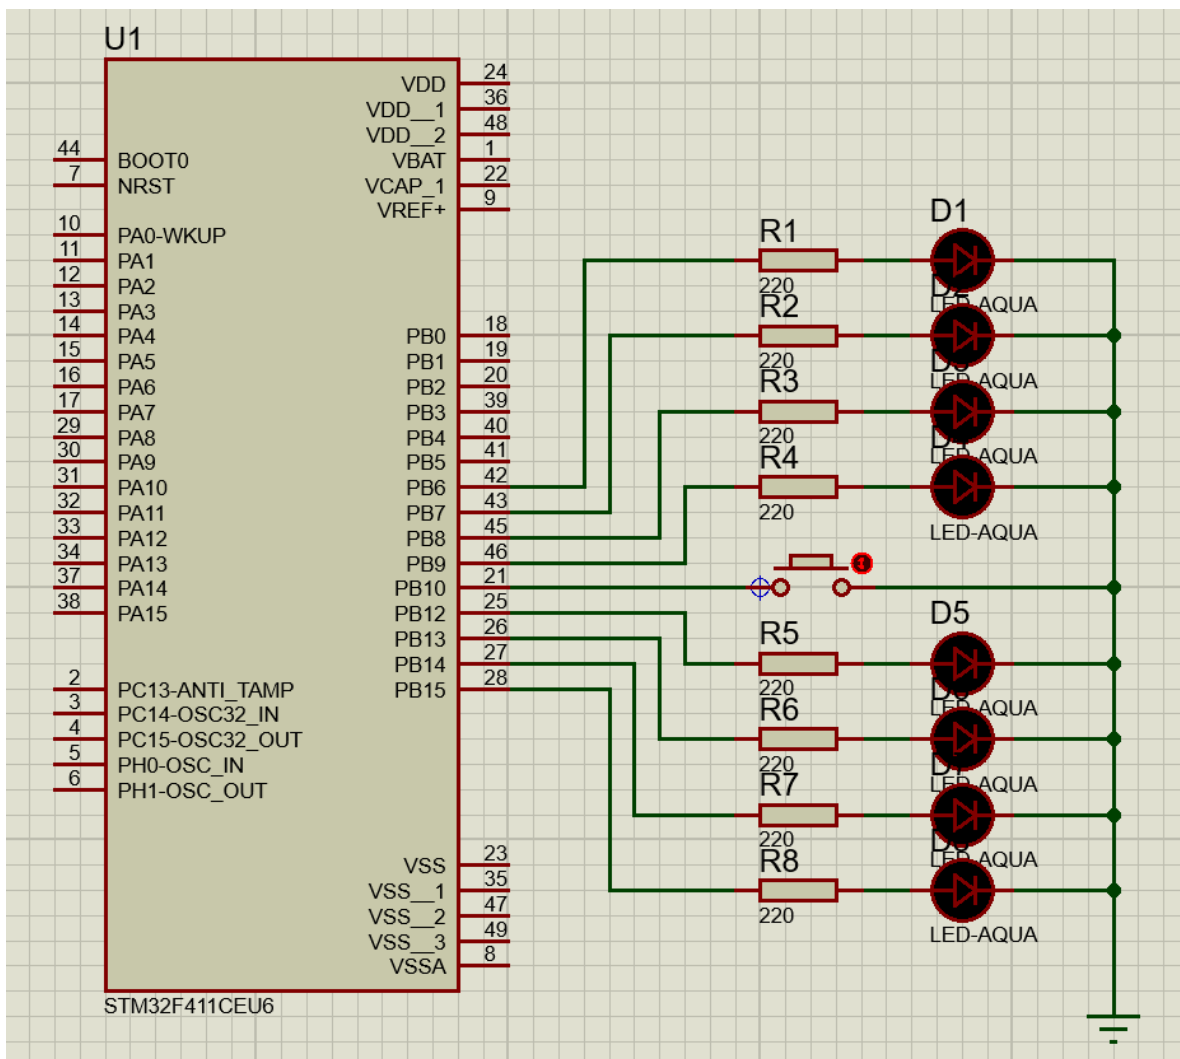 U1
VDD 24
VDD__1 36
VDD__2 48
44 BOOT0
VBAT 1
7 NRST
VCAP_1 22
VREF+ 9
10 PA0-WKUP
11 PA1
12 PA2
13 PA3
14 PA4
15 PA5
16 PA6
17 PA7
29 PA8
30 PA9
31 PA10
32 PA11
33 PA12
34 PA13
37 PA14
38 PA15
PB0 18
PB1 19
PB2 20
PB3 39
PB4 40
PB5 41
PB6 42
PB7 43
PB8 45
PB9 46
PB10 21
PB12 25
PB13 26
PB14 27
PB15 28
2 PC13-ANTI_TAMP
3 PC14-OSC32_IN
4 PC15-OSC32_OUT
5 PH0-OSC_IN
6 PH1-OSC_OUT
VSS 23
VSS__1 35
VSS__2 47
VSS__3 49
VSSA 8
STM32F411CEU6
R1
220
D1
LED-AQUA
R2
220
D2
LED-AQUA
R3
220
D3
LED-AQUA
R4
220
D4
LED-AQUA
R5
220
D5
LED-AQUA
R6
220
D6
LED-AQUA
R7
220
D7
LED-AQUA
R8
220
D8
LED-AQUA